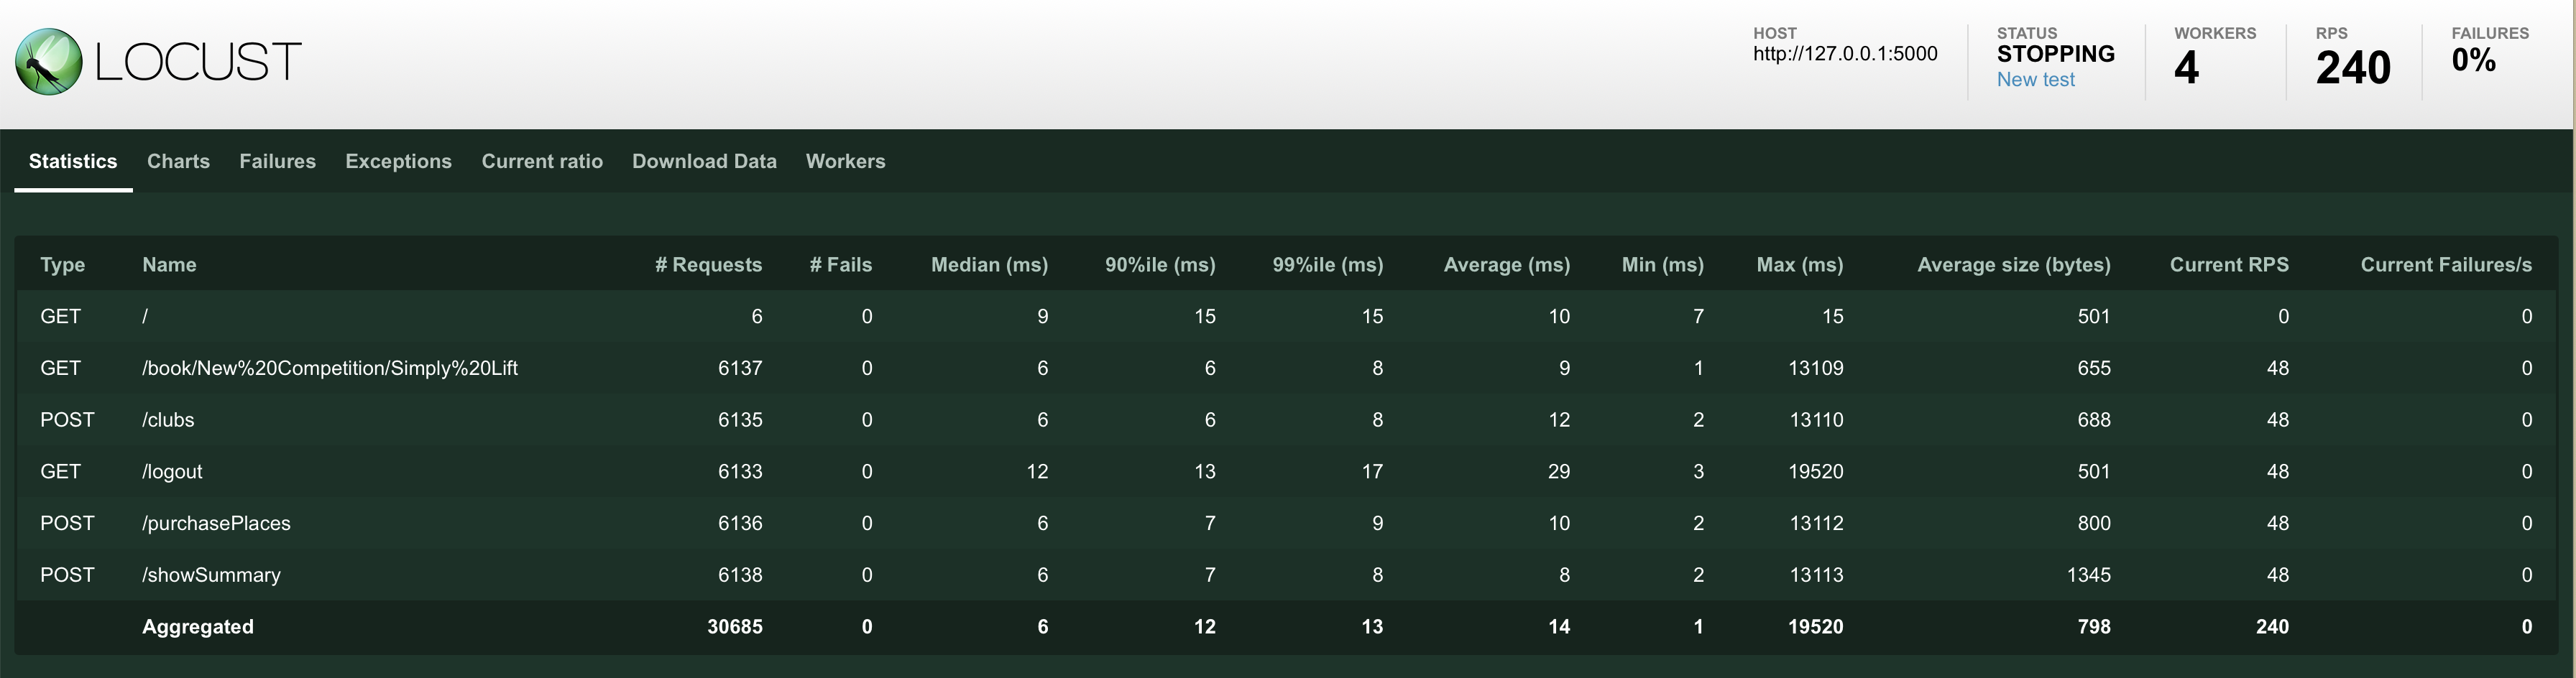 LOCUST
HOST
http://127.0.0.1:5000
STATUS
STOPPING
New test
WORKERS
4
RPS
240
FAILURES
0%
Statistics Charts Failures Exceptions Current ratio Download Data Workers
Type Name # Requests # Fails Median (ms) 90%ile (ms) 99%ile (ms) Average (ms) Min (ms) Max (ms) Average size (bytes) Current RPS Current Failures/s
GET / 6 0 9 15 15 10 7 15 501 0 0
GET /book/New%20Competition/Simply%20Lift 6137 0 6 6 8 9 1 13109 655 48 0
POST /clubs 6135 0 6 6 8 12 2 13110 688 48 0
GET /logout 6133 0 12 13 17 29 3 19520 501 48 0
POST /purchasePlaces 6136 0 6 7 9 10 2 13112 800 48 0
POST /showSummary 6138 0 6 7 8 8 2 13113 1345 48 0
Aggregated 30685 0 6 12 13 14 1 19520 798 240 0